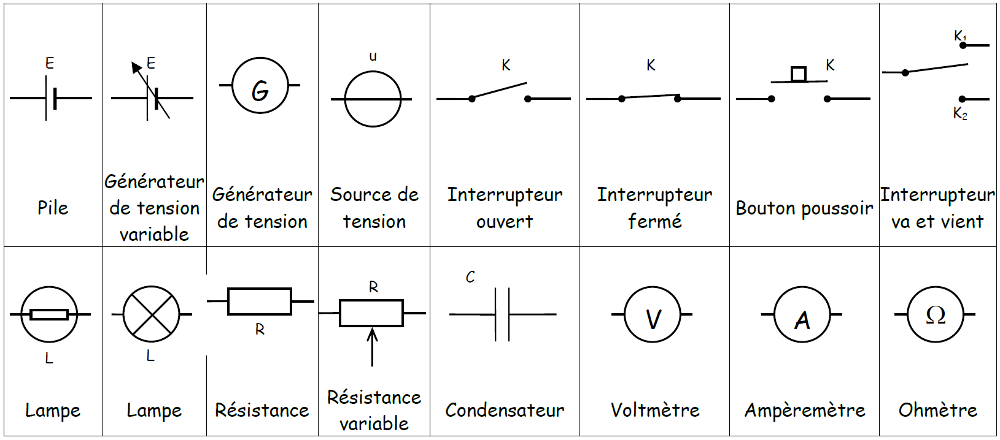 E
E
G
u
K
K
K
K₁
K₂
Pile
Générateur
de tension
variable
Générateur
de tension
Source de
tension
Interrupteur
ouvert
Interrupteur
fermé
Bouton poussoir
Interrupteur
va et vient
L
L
R
R
C
V
A
Ω
Lampe
Lampe
Résistance
Résistance
variable
Condensateur
Voltmètre
Ampèremètre
Ohmètre